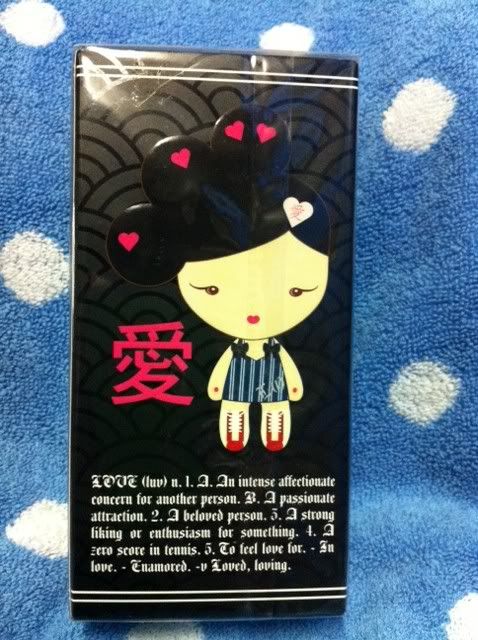 愛
愛
LOVE (luv) n. 1. A. An intense affectionate
concern for another person. B. A passionate
attraction. 2. A beloved person. 3. A strong
liking or enthusiasm for something. 4. A
zero score in tennis. 5. To feel love for. - In
love. - Enamored. -v Loved, loving.